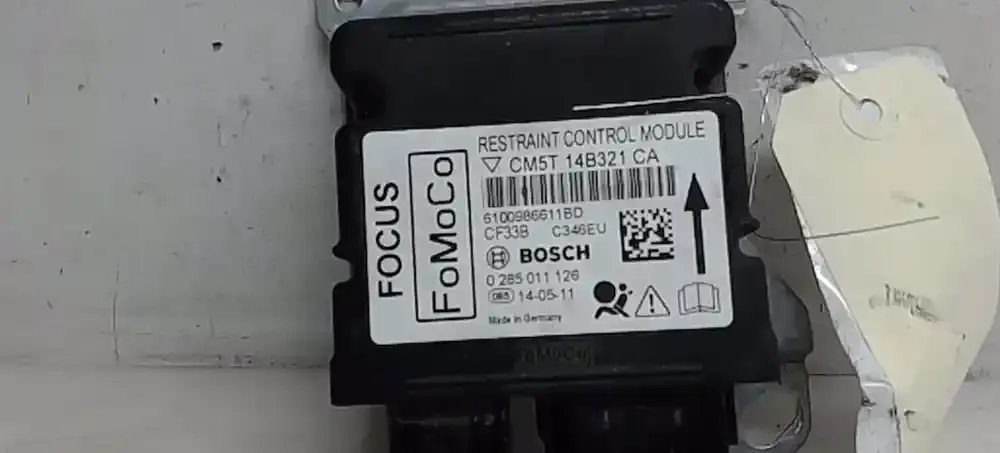 FOCUS
FoMoCo
RESTRAINT CONTROL MODULE
CM5T 14B321 CA
6100986611BD
CF33B C346EU
BOSCH
0 285 011 126
14-05-11
Made in Germany
FoMoCo